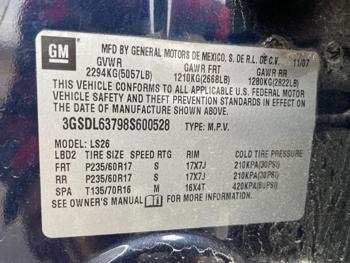 GM
MFD BY GENERAL MOTORS DE MEXICO, S. DE R.L. DE C.V. 11/07
GVWR GAWR FRT GAWR RR
2294KG(5057LB) 1210KG(2668LB) 1280KG(2822LB)
THIS VEHICLE CONFORMS TO ALL APPLICABLE U.S. FEDERAL MOTOR
VEHICLE SAFETY AND THEFT PREVENTION STANDARDS IN EFFECT ON THE
DATE OF MANUFACTURE SHOWN ABOVE.
3GSDL63798S600528 TYPE: M.P.V.
MODEL: LS26
LBD2 TIRE SIZE SPEED RTG RIM COLD TIRE PRESSURE
FRT P235/60R17 S 17X7J 210KPA(30PSI)
RR P235/60R17 S 17X7J 210KPA(30PSI)
SPA T135/70R16 M 16X4T 420KPA(60PSI)
SEE OWNER'S MANUAL FOR ADDITIONAL INFORMATION.